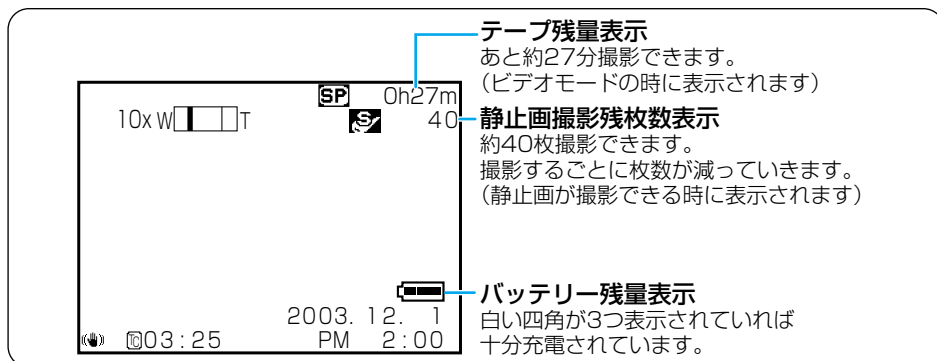 テープ残量表示
あと約27分撮影できます。
（ビデオモードの時に表示されます）
SP 0h27m
10x W T
S 40
静止画撮影残枚数表示
約40枚撮影できます。
撮影するごとに枚数が減っていきます。
（静止画が撮影できる時に表示されます）
バッテリー残量表示
白い四角が3つ表示されていれば
十分充電されています。
2003. 12. 1
TC 03:25 PM 2:00